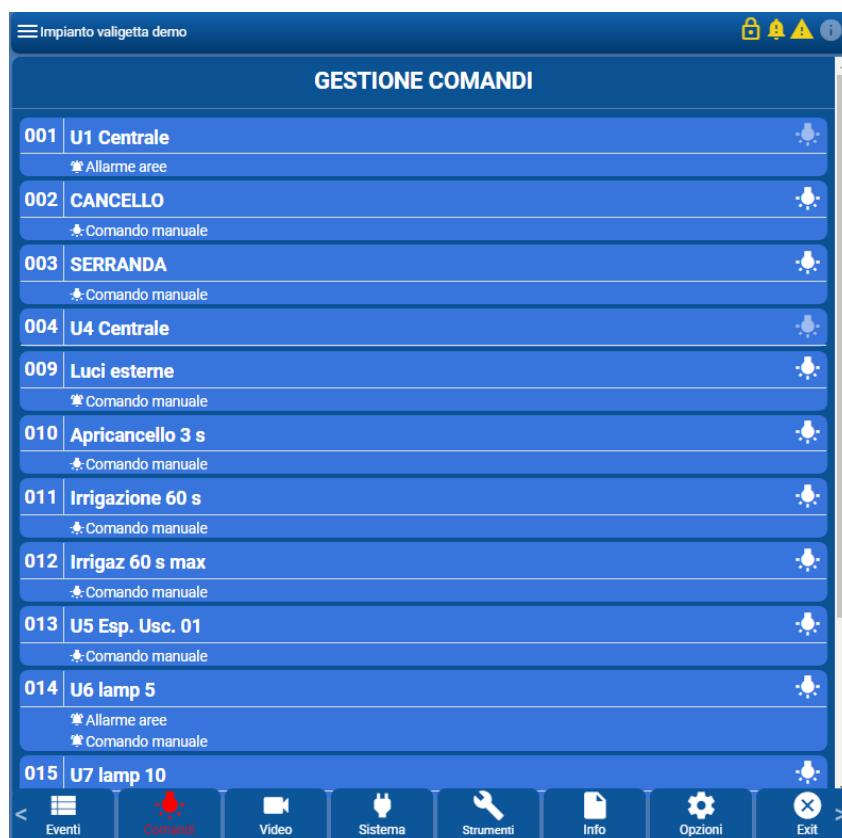 Impianto valigetta demo
GESTIONE COMANDI
001 U1 Centrale
Allarme aree
002 CANCELLO
Comando manuale
003 SERRANDA
Comando manuale
004 U4 Centrale
009 Luci esterne
Comando manuale
010 Apricancello 3 s
Comando manuale
011 Irrigazione 60 s
Comando manuale
012 Irrigaz 60 s max
Comando manuale
013 U5 Esp. Usc. 01
Comando manuale
014 U6 lamp 5
Allarme aree
Comando manuale
015 U7 lamp 10
< Eventi Comandi Video Sistema Strumenti Info Opzioni Exit >